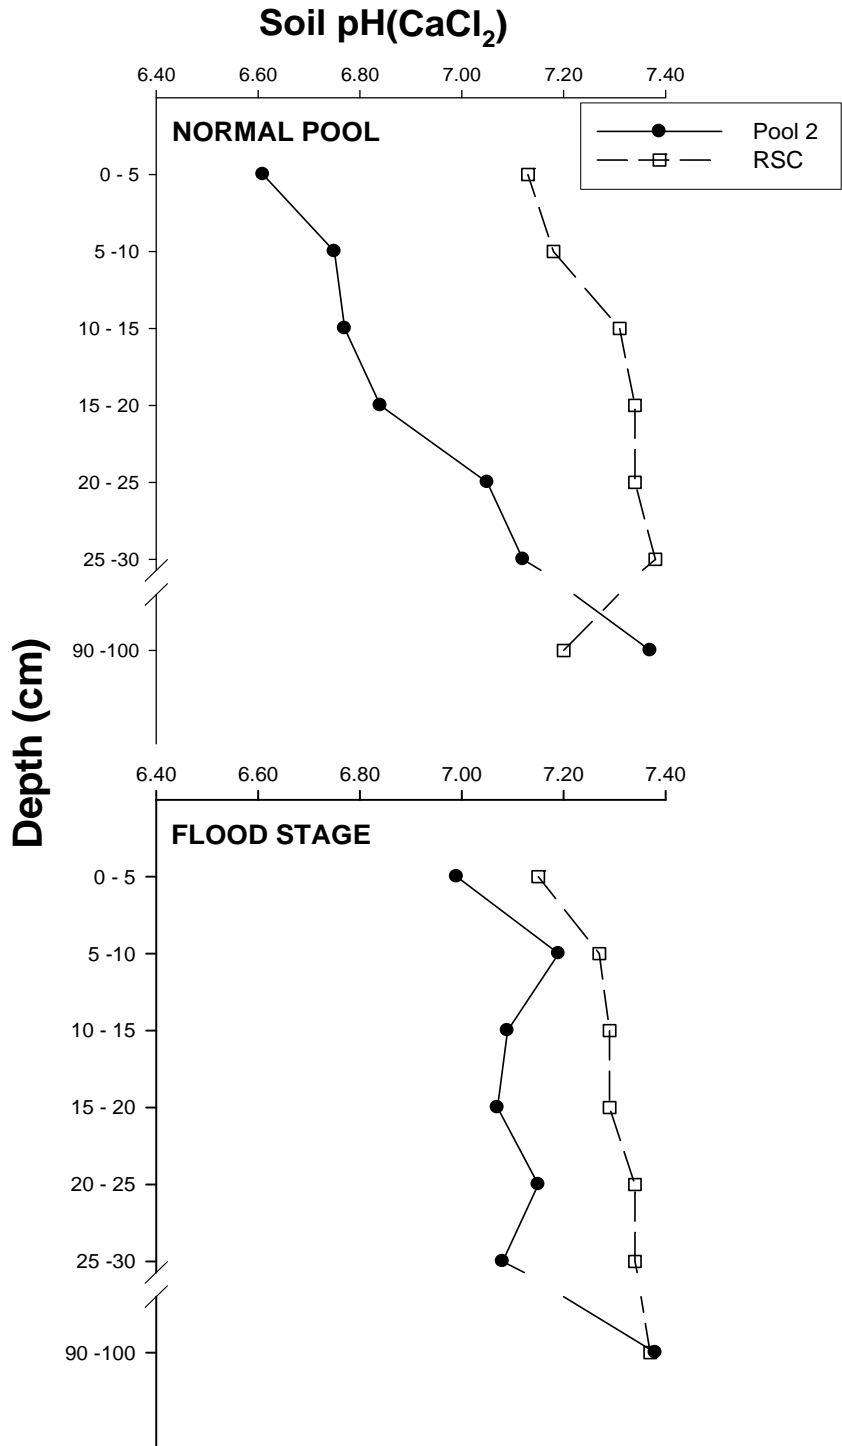 Soil pH(CaCl₂)
6.40 6.60 6.80 7.00 7.20 7.40
NORMAL POOL
Pool 2
RSC
0 - 5
5 -10
10 - 15
15 - 20
20 - 25
25 -30
90 -100
Depth (cm)
6.40 6.60 6.80 7.00 7.20 7.40
FLOOD STAGE
0 - 5
5 -10
10 - 15
15 - 20
20 - 25
25 -30
90 -100